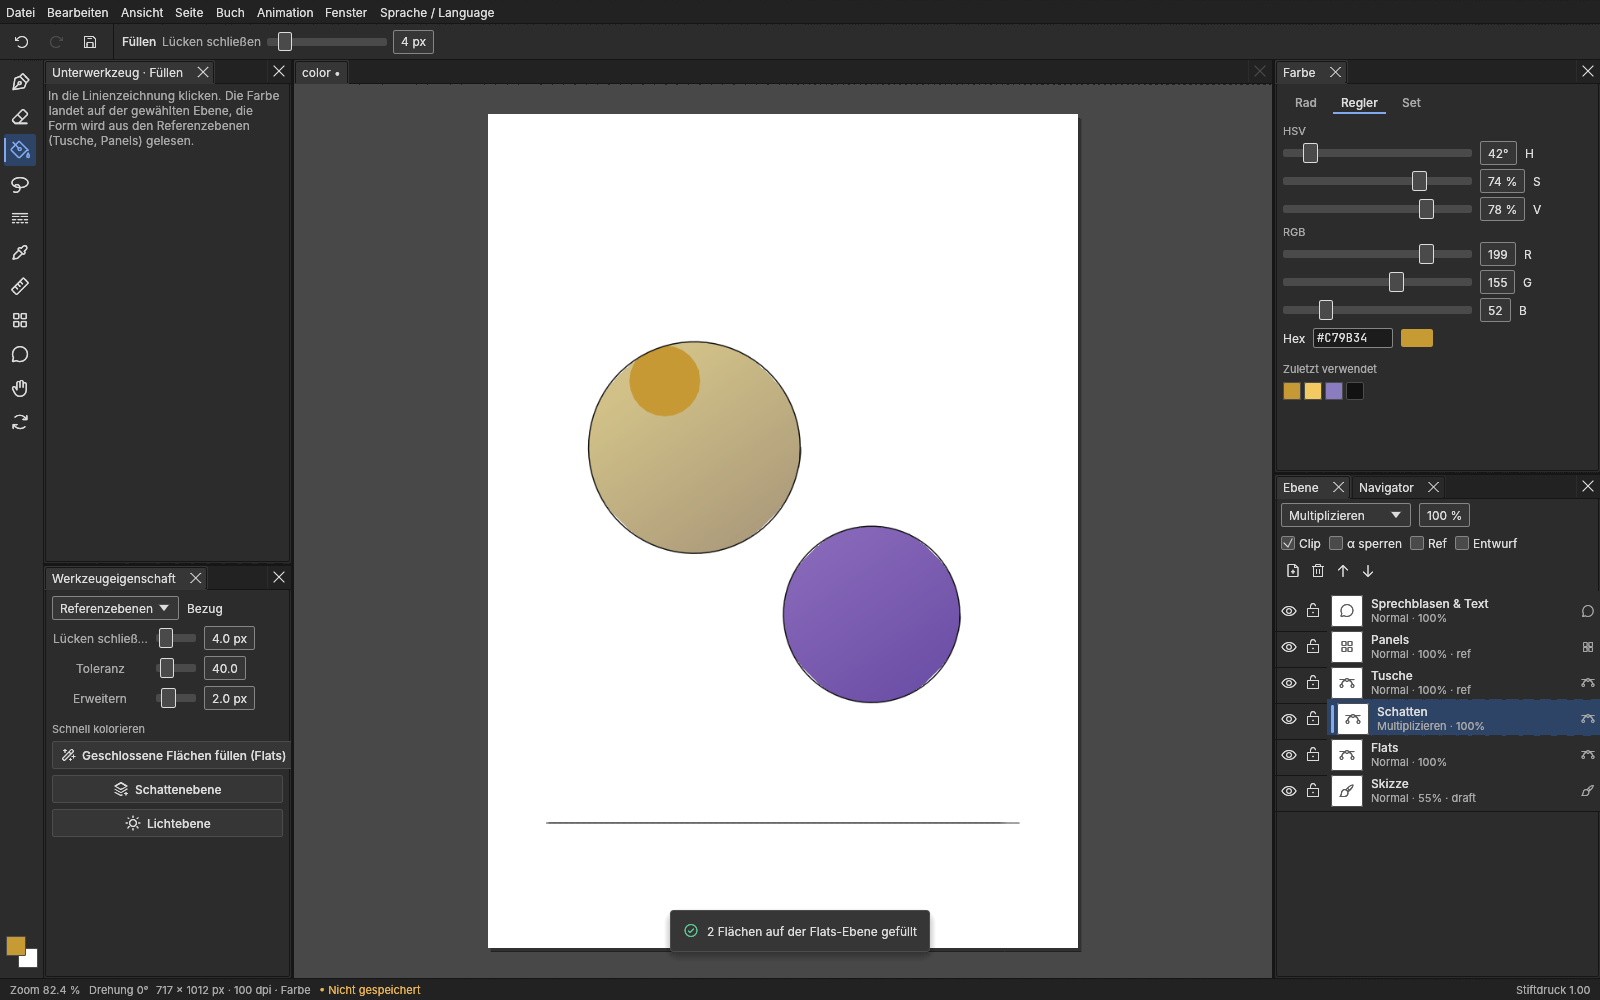 Datei Bearbeiten Ansicht Seite Buch Animation Fenster Sprache / Language
Füllen Lücken schließen 4 px
Unterwerkzeug · Füllen
In die Linienzeichnung klicken. Die Farbe
landet auf der gewählten Ebene, die
Form wird aus den Referenzebenen
(Tusche, Panels) gelesen.
Werkzeugeigenschaft
Referenzebenen Bezug
Lücken schließ... 4.0 px
Toleranz 40.0
Erweitern 2.0 px
Schnell kolorieren
Geschlossene Flächen füllen (Flats)
Schattenebene
Lichtebene
color •
2 Flächen auf der Flats-Ebene gefüllt
Farbe
Rad Regler Set
HSV
42° H
74 % S
78 % V
RGB
199 R
155 G
52 B
Hex #C79B34
Zuletzt verwendet
Ebene Navigator
Multiplizieren 100 %
Clip α sperren Ref Entwurf
Sprechblasen & Text
Normal · 100%
Panels
Normal · 100% · ref
Tusche
Normal · 100% · ref
Schatten
Multiplizieren · 100%
Flats
Normal · 100%
Skizze
Normal · 55% · draft
Zoom 82.4 % Drehung 0° 717 × 1012 px · 100 dpi · Farbe • Nicht gespeichert
Stiftdruck 1.00